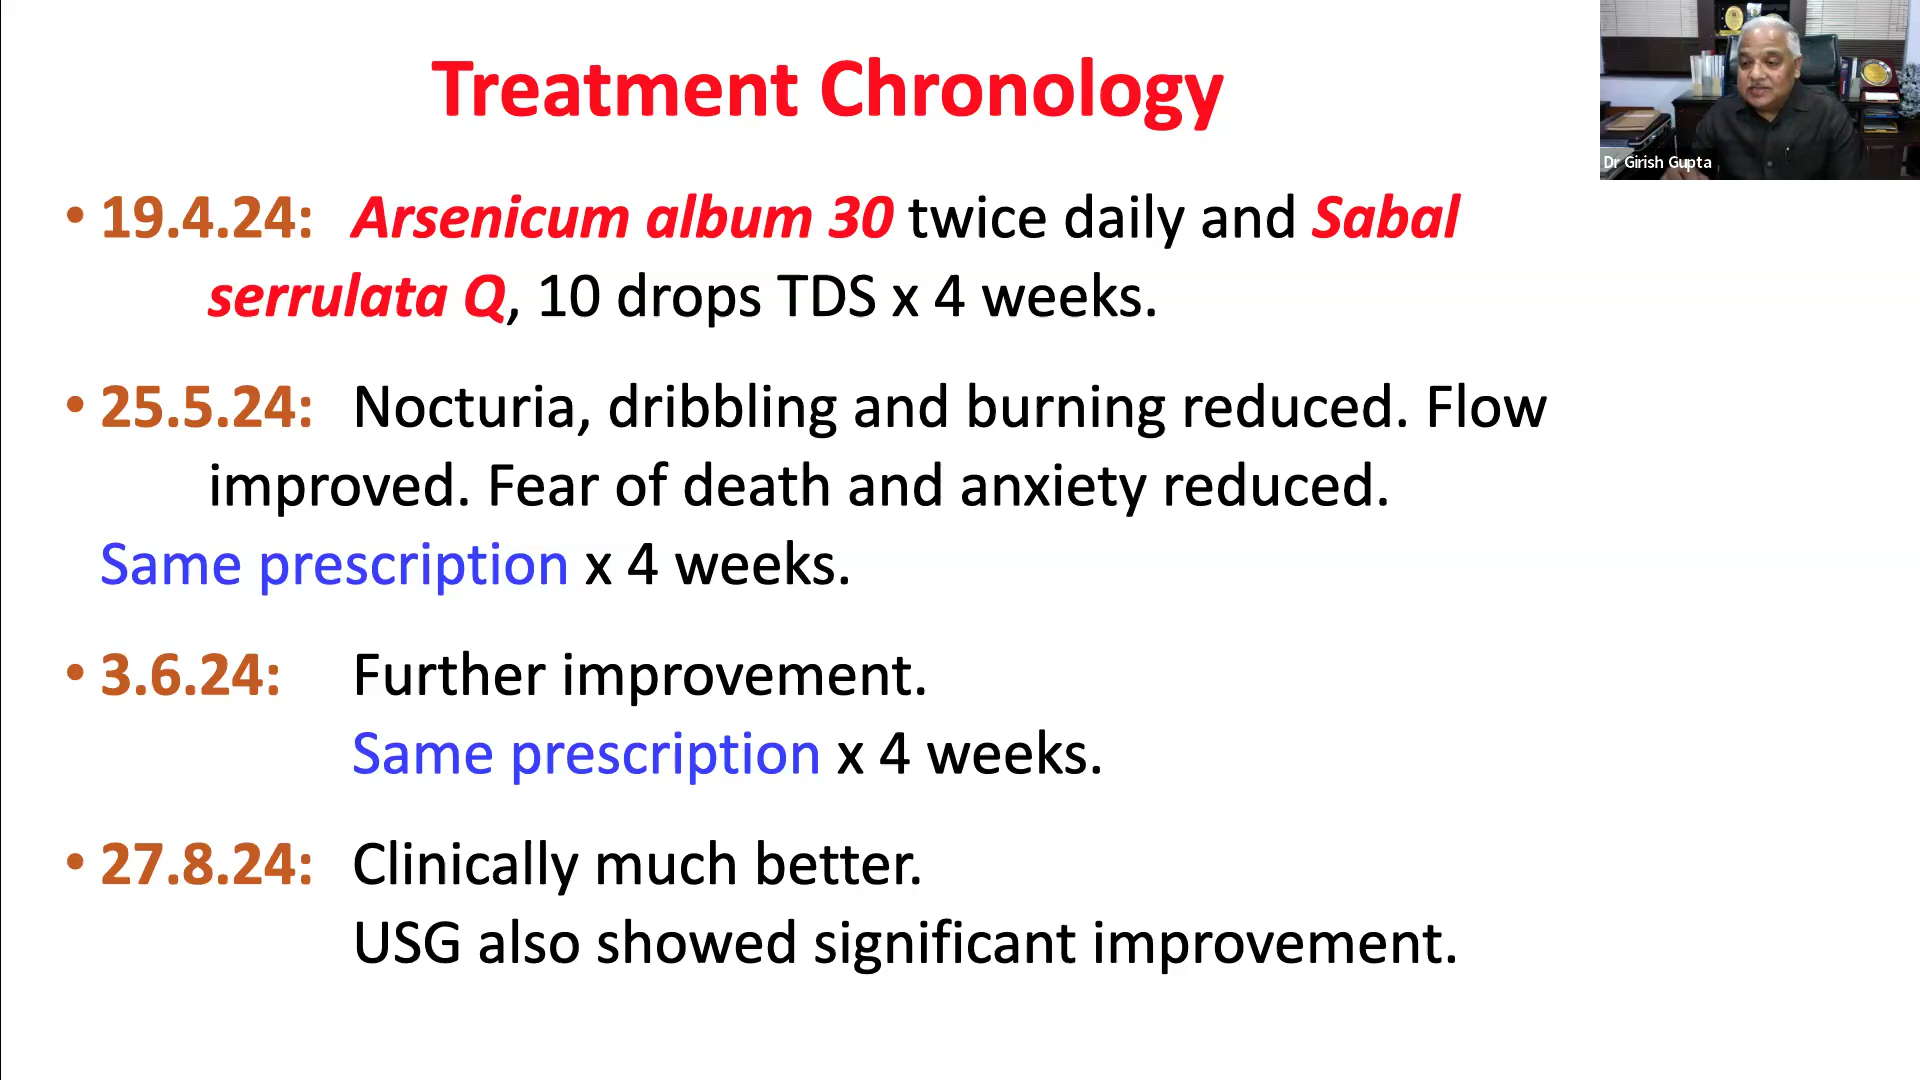 Treatment Chronology
Dr Girish Gupta
• 19.4.24: Arsenicum album 30 twice daily and Sabal
serrulata Q, 10 drops TDS x 4 weeks.
• 25.5.24: Nocturia, dribbling and burning reduced. Flow
improved. Fear of death and anxiety reduced.
Same prescription x 4 weeks.
• 3.6.24: Further improvement.
Same prescription x 4 weeks.
• 27.8.24: Clinically much better.
USG also showed significant improvement.